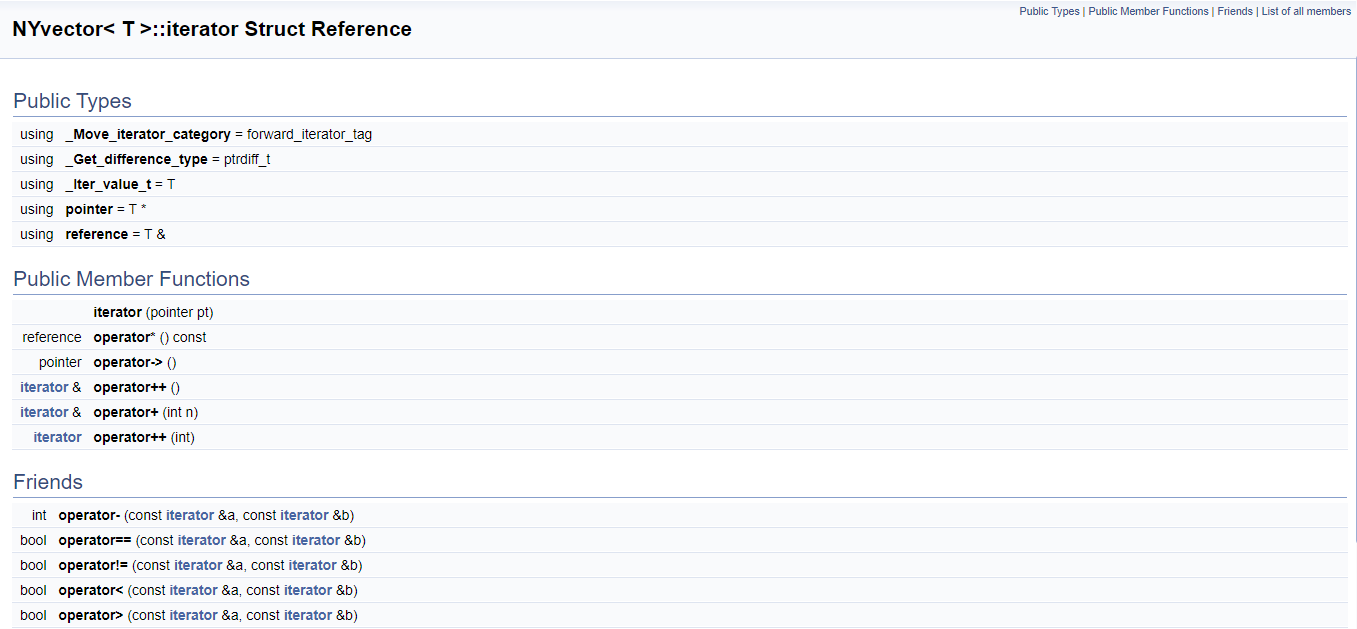 Public Types | Public Member Functions | Friends | List of all members
NYvector< T >::iterator Struct Reference
Public Types
using _Move_iterator_category = forward_iterator_tag
using _Get_difference_type = ptrdiff_t
using _Iter_value_t = T
using pointer = T *
using reference = T &
Public Member Functions
iterator (pointer pt)
reference operator* () const
pointer operator-> ()
iterator & operator++ ()
iterator & operator+ (int n)
iterator operator++ (int)
Friends
int operator- (const iterator &a, const iterator &b)
bool operator== (const iterator &a, const iterator &b)
bool operator!= (const iterator &a, const iterator &b)
bool operator< (const iterator &a, const iterator &b)
bool operator> (const iterator &a, const iterator &b)